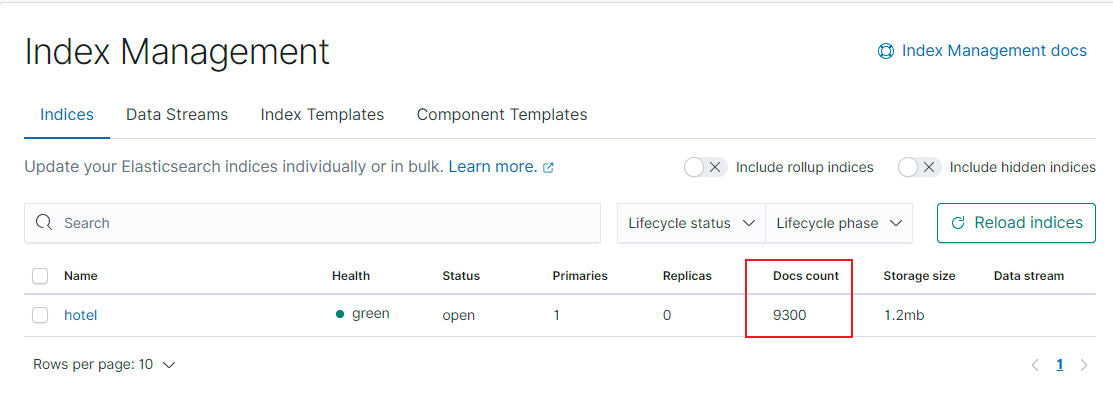 Index Management
Index Management docs
Indices Data Streams Index Templates Component Templates
Update your Elasticsearch indices individually or in bulk. Learn more.
Include rollup indices Include hidden indices
Search
Lifecycle status Lifecycle phase Reload indices
Name Health Status Primaries Replicas Docs count Storage size Data stream
hotel green open 1 0 9300 1.2mb
Rows per page: 10
1